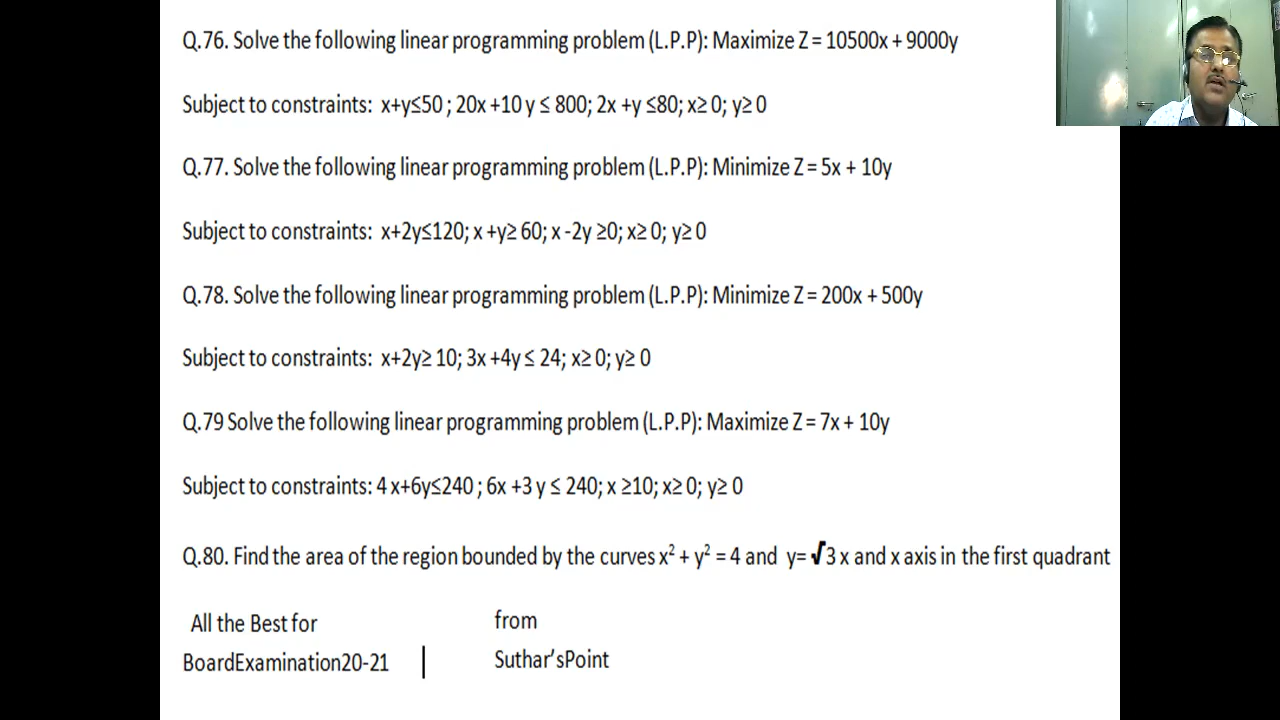 Q.76. Solve the following linear programming problem (L.P.P): Maximize Z = 10500x + 9000y
Subject to constraints: x+y≤50 ; 20x +10 y ≤ 800; 2x +y ≤80; x≥ 0; y≥ 0
Q.77. Solve the following linear programming problem (L.P.P): Minimize Z = 5x + 10y
Subject to constraints: x+2y≤120; x +y≥ 60; x -2y ≥0; x≥ 0; y≥ 0
Q.78. Solve the following linear programming problem (L.P.P): Minimize Z = 200x + 500y
Subject to constraints: x+2y≥ 10; 3x +4y ≤ 24; x≥ 0; y≥ 0
Q.79 Solve the following linear programming problem (L.P.P): Maximize Z = 7x + 10y
Subject to constraints: 4 x+6y≤240 ; 6x +3 y ≤ 240; x ≥10; x≥ 0; y≥ 0
Q.80. Find the area of the region bounded by the curves x² + y² = 4 and y= √3 x and x axis in the first quadrant
All the Best for from
BoardExamination20-21 Suthar'sPoint